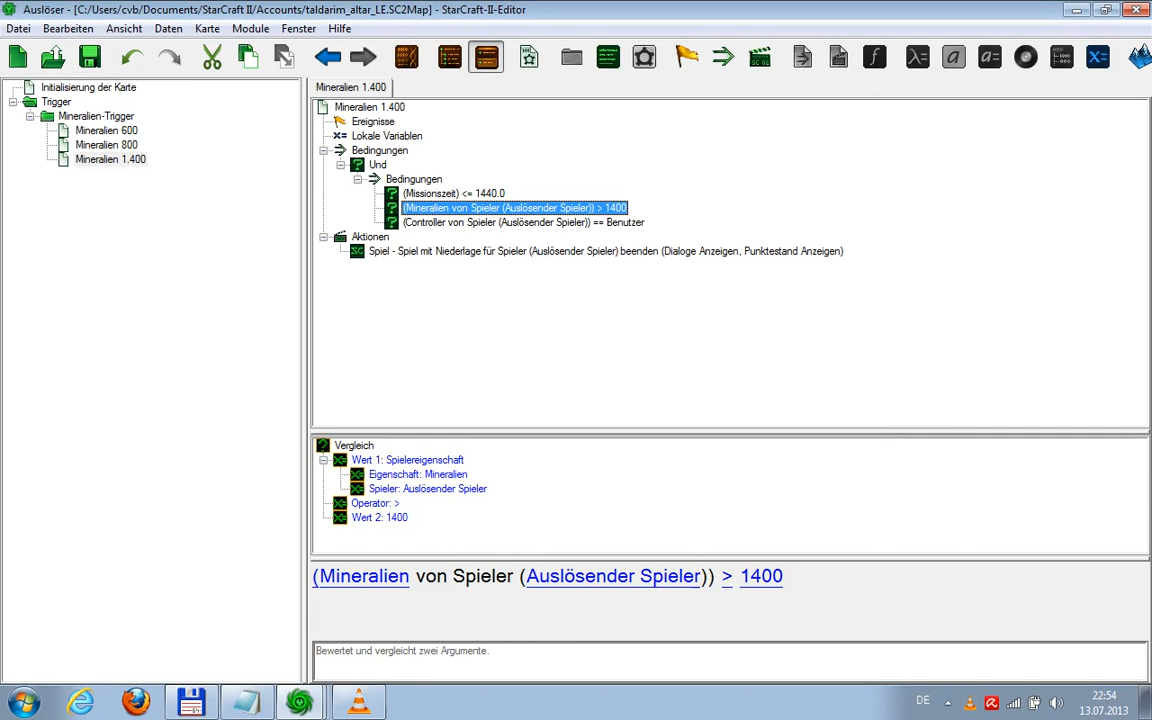 Auslöser - [C:/Users/cvb/Documents/StarCraft II/Accounts/taldarim_altar_LE.SC2Map] - StarCraft-II-Editor
Datei Bearbeiten Ansicht Daten Karte Module Fenster Hilfe
Initialisierung der Karte
Trigger
Mineralien-Trigger
Mineralien 600
Mineralien 800
Mineralien 1.400
Mineralien 1.400
Mineralien 1.400
Ereignisse
Lokale Variablen
Bedingungen
Und
Bedingungen
(Missionszeit) <= 1440.0
(Mineralien von Spieler (Auslösender Spieler)) > 1400
(Controller von Spieler (Auslösender Spieler)) == Benutzer
Aktionen
Spiel - Spiel mit Niederlage für Spieler (Auslösender Spieler) beenden (Dialoge Anzeigen, Punktestand Anzeigen)
Vergleich
Wert 1: Spielereigenschaft
Eigenschaft: Mineralien
Spieler: Auslösender Spieler
Operator: >
Wert 2: 1400
(Mineralien von Spieler (Auslösender Spieler)) > 1400
Bewertet und vergleicht zwei Argumente.
DE
22:54
13.07.2013